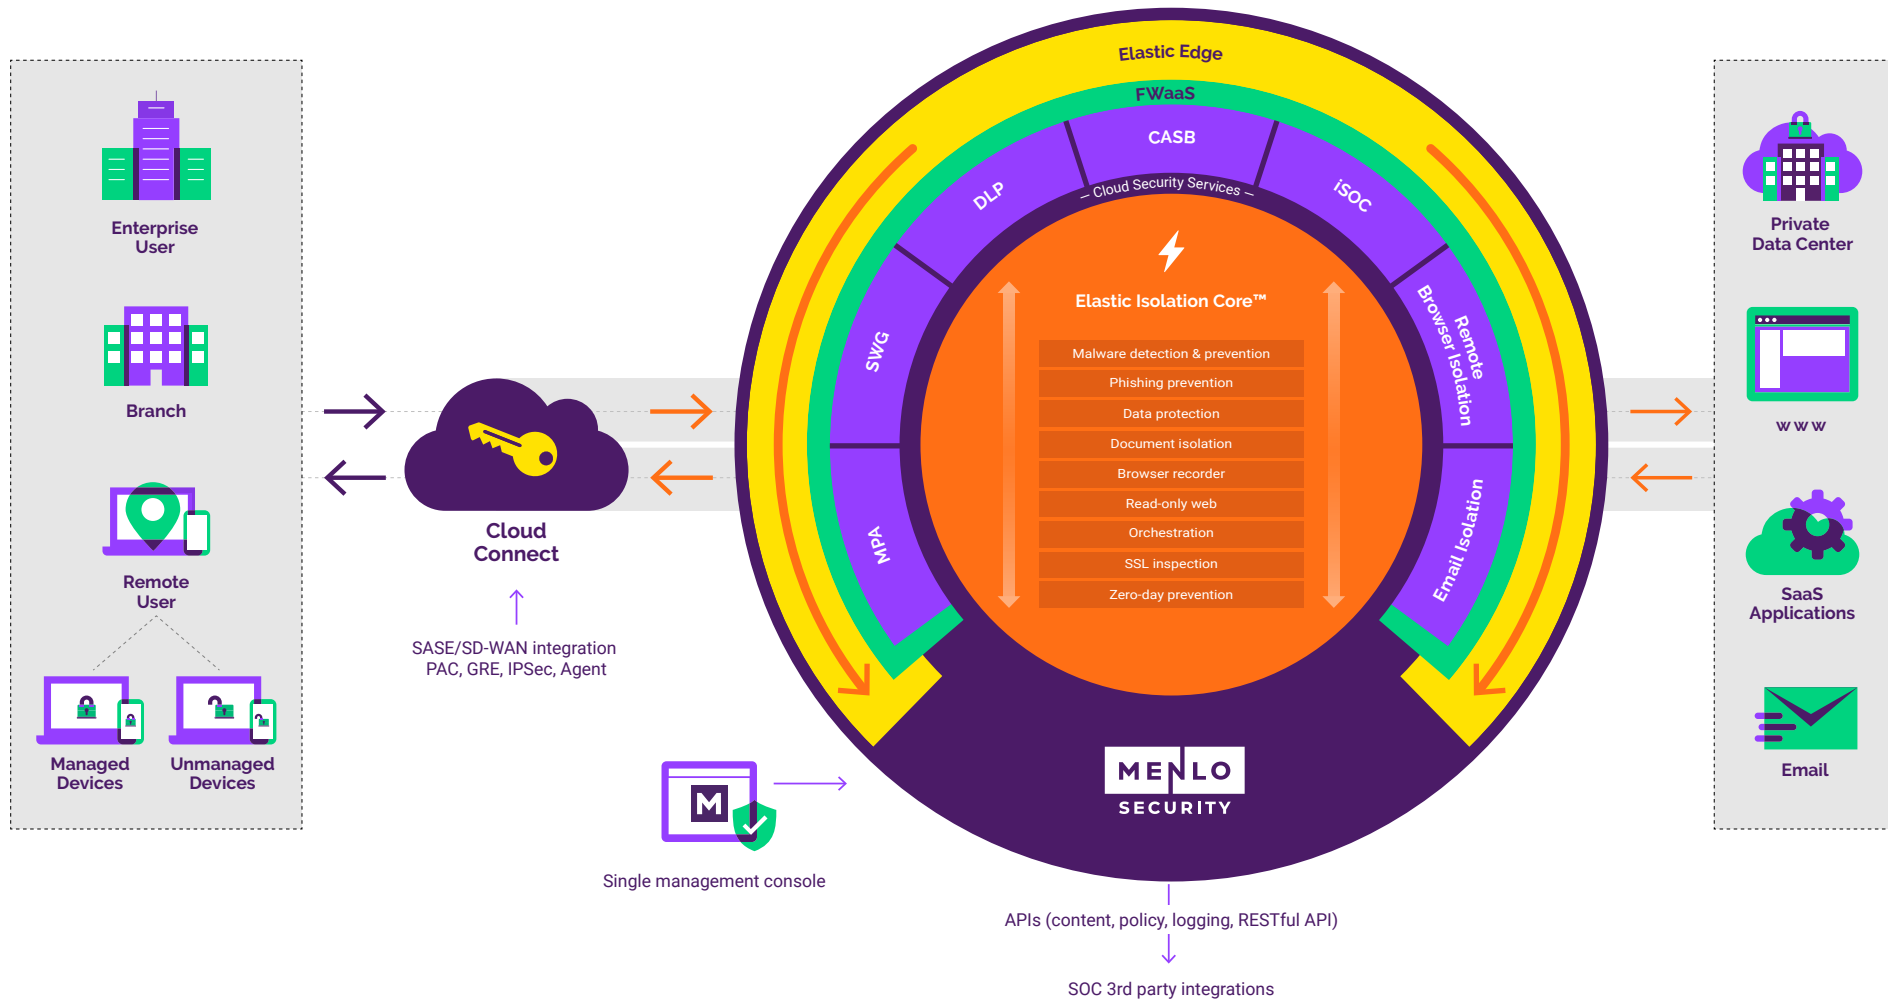 Enterprise
User
Branch
Remote
User
Managed
Devices
Unmanaged
Devices
Cloud
Connect
SASE/SD-WAN integration
PAC, GRE, IPSec, Agent
M
Single management console
Elastic Edge
FWaaS
MPA
SWG
DLP
CASB
iSOC
Remote
Browser Isolation
Email Isolation
— Cloud Security Services —
Elastic Isolation Core™
Malware detection & prevention
Phishing prevention
Data protection
Document isolation
Browser recorder
Read-only web
Orchestration
SSL inspection
Zero-day prevention
MENLO
SECURITY
APIs (content, policy, logging, RESTful API)
SOC 3rd party integrations
Private
Data Center
www
SaaS
Applications
Email